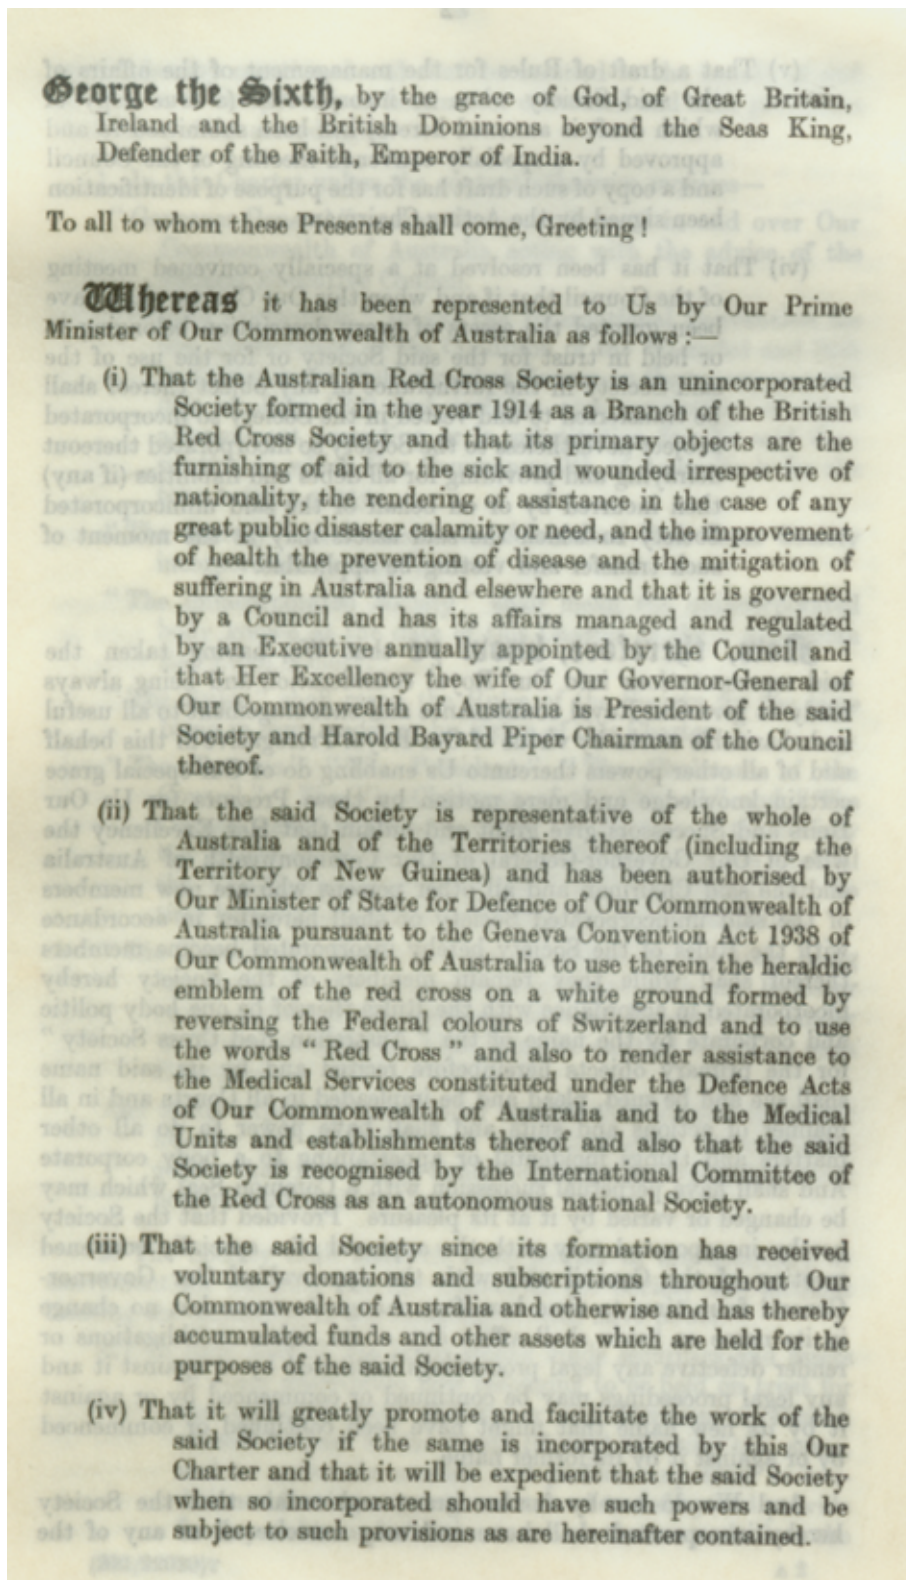 George the Sixth, by the grace of God, of Great Britain,
Ireland and the British Dominions beyond the Seas King,
Defender of the Faith, Emperor of India.
To all to whom these Presents shall come, Greeting !
Whereas it has been represented to Us by Our Prime
Minister of Our Commonwealth of Australia as follows :—
(i) That the Australian Red Cross Society is an unincorporated
Society formed in the year 1914 as a Branch of the British
Red Cross Society and that its primary objects are the
furnishing of aid to the sick and wounded irrespective of
nationality, the rendering of assistance in the case of any
great public disaster calamity or need, and the improvement
of health the prevention of disease and the mitigation of
suffering in Australia and elsewhere and that it is governed
by a Council and has its affairs managed and regulated
by an Executive annually appointed by the Council and
that Her Excellency the wife of Our Governor-General of
Our Commonwealth of Australia is President of the said
Society and Harold Bayard Piper Chairman of the Council
thereof.
(ii) That the said Society is representative of the whole of
Australia and of the Territories thereof (including the
Territory of New Guinea) and has been authorised by
Our Minister of State for Defence of Our Commonwealth of
Australia pursuant to the Geneva Convention Act 1938 of
Our Commonwealth of Australia to use therein the heraldic
emblem of the red cross on a white ground formed by
reversing the Federal colours of Switzerland and to use
the words “ Red Cross ” and also to render assistance to
the Medical Services constituted under the Defence Acts
of Our Commonwealth of Australia and to the Medical
Units and establishments thereof and also that the said
Society is recognised by the International Committee of
the Red Cross as an autonomous national Society.
(iii) That the said Society since its formation has received
voluntary donations and subscriptions throughout Our
Commonwealth of Australia and otherwise and has thereby
accumulated funds and other assets which are held for the
purposes of the said Society.
(iv) That it will greatly promote and facilitate the work of the
said Society if the same is incorporated by this Our
Charter and that it will be expedient that the said Society
when so incorporated should have such powers and be
subject to such provisions as are hereinafter contained.